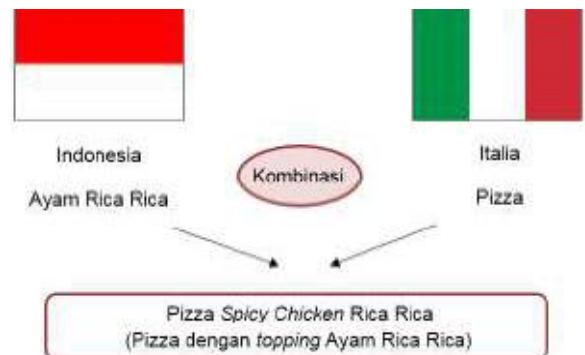 Indonesia
Ayam Rica Rica
Kombinasi
Italia
Pizza
Pizza Spicy Chicken Rica Rica
(Pizza dengan topping Ayam Rica Rica)